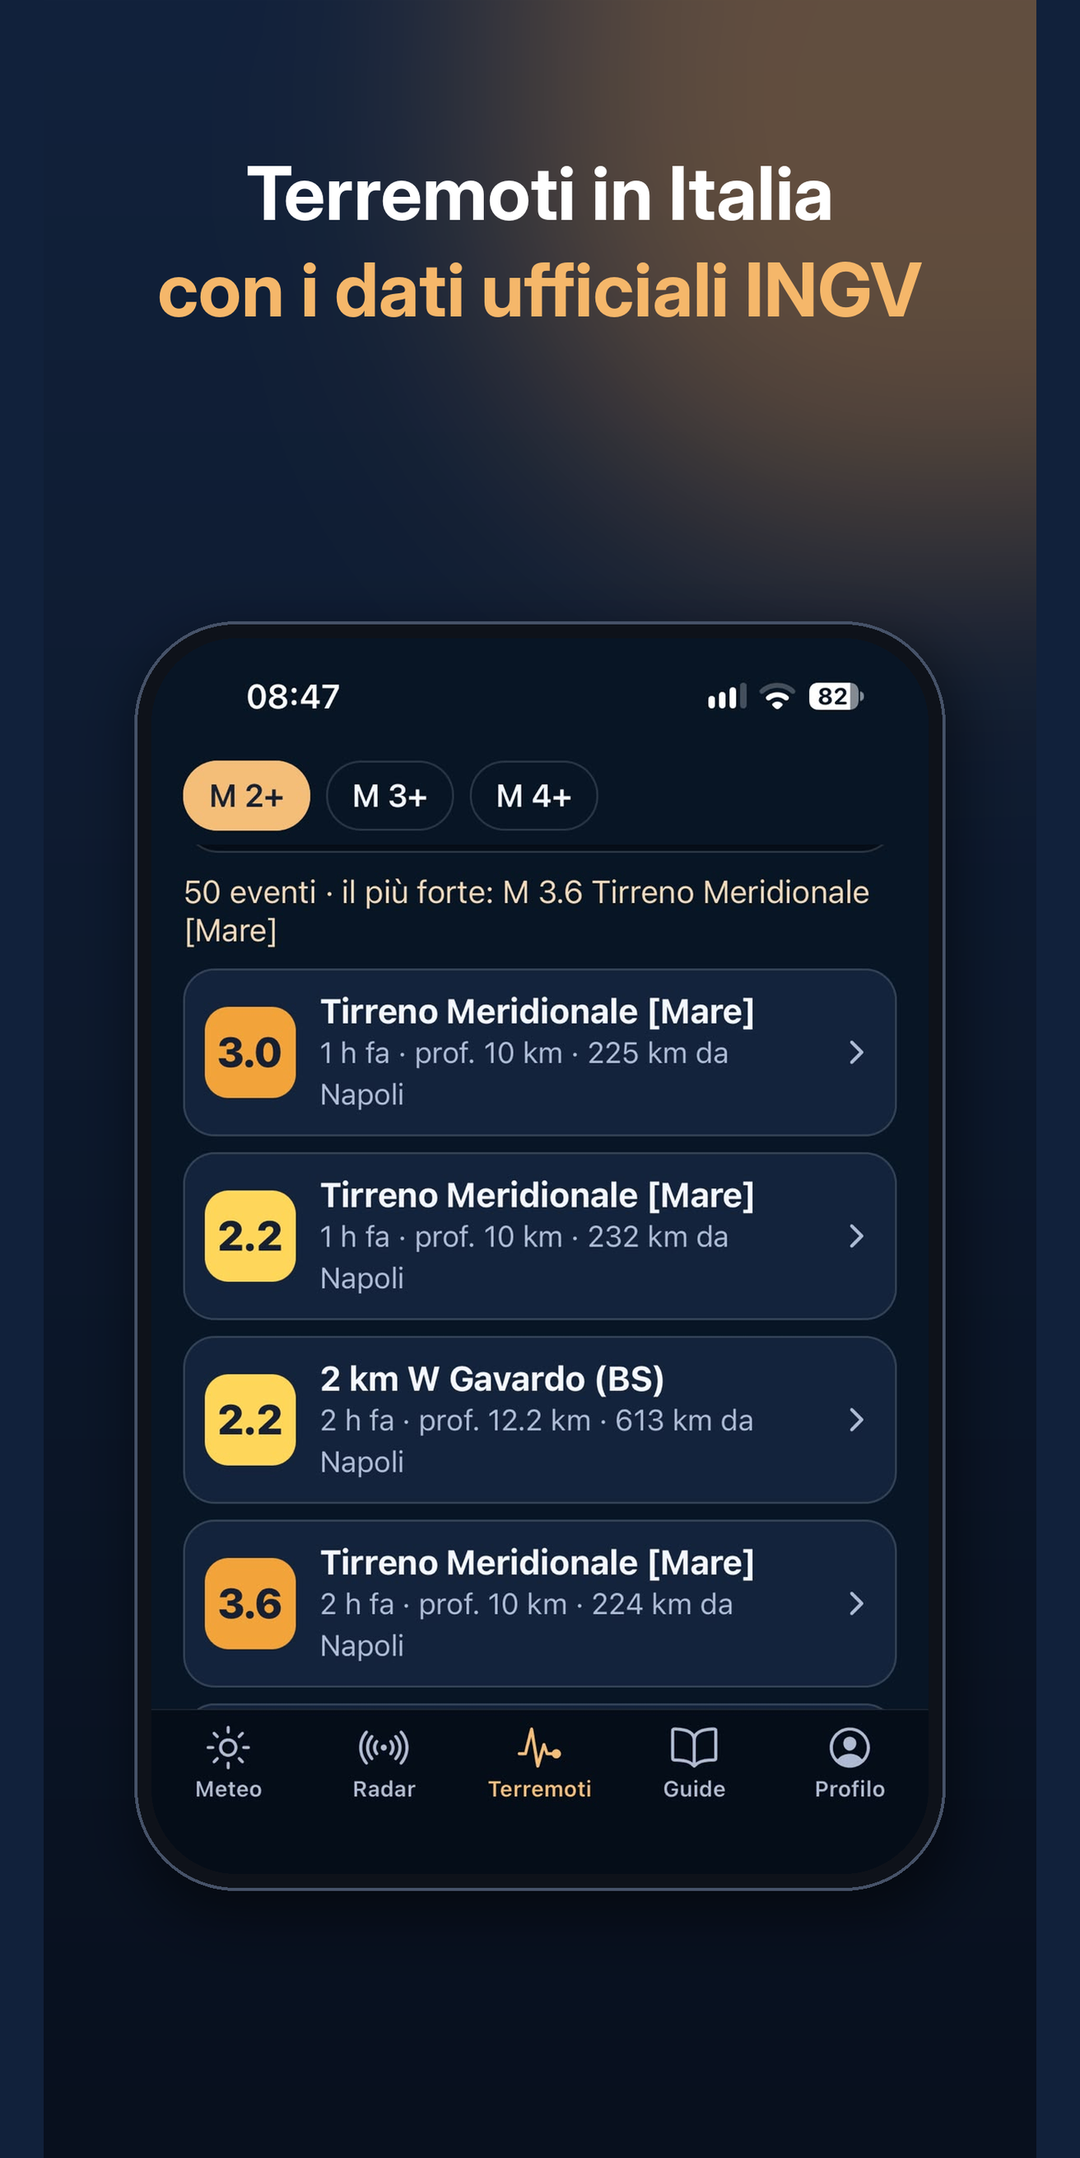 Terremoti in Italia
con i dati ufficiali INGV
08:47
82
M 2+
M 3+
M 4+
50 eventi · il più forte: M 3.6 Tirreno Meridionale
[Mare]
3.0
Tirreno Meridionale [Mare]
1 h fa · prof. 10 km · 225 km da
Napoli
2.2
Tirreno Meridionale [Mare]
1 h fa · prof. 10 km · 232 km da
Napoli
2.2
2 km W Gavardo (BS)
2 h fa · prof. 12.2 km · 613 km da
Napoli
3.6
Tirreno Meridionale [Mare]
2 h fa · prof. 10 km · 224 km da
Napoli
Meteo
Radar
Terremoti
Guide
Profilo